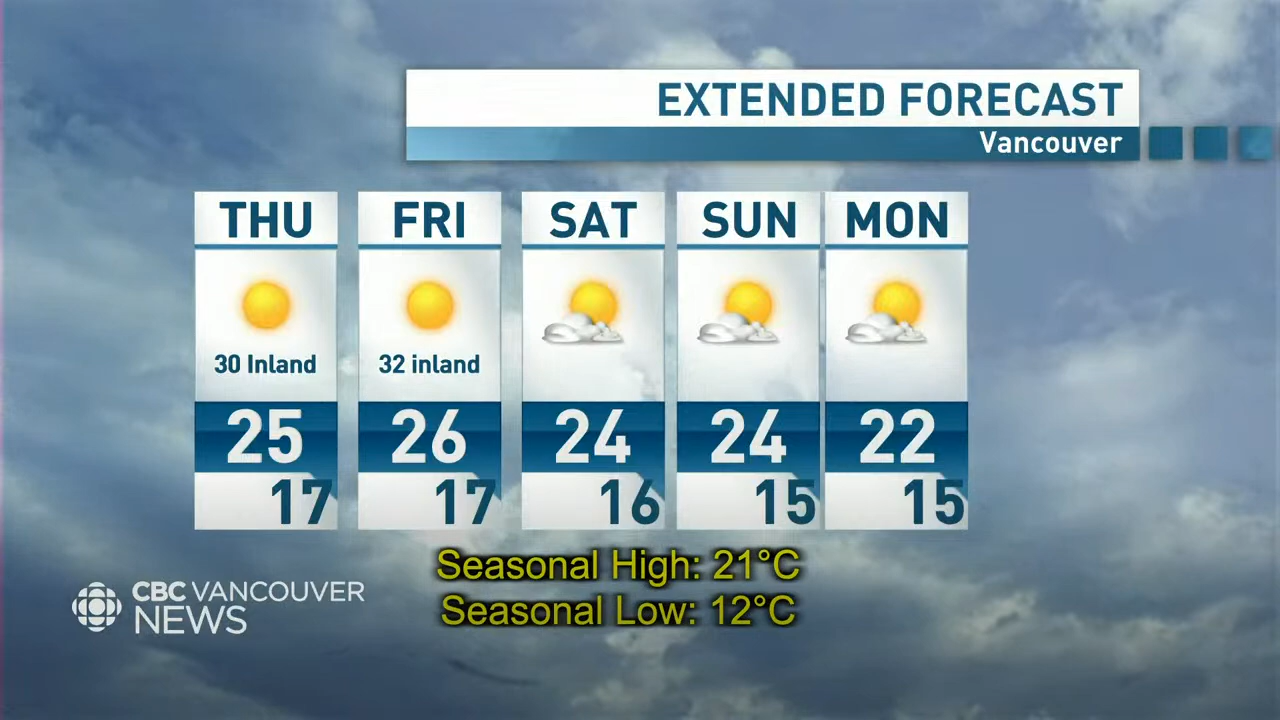 EXTENDED FORECAST
Vancouver
THU FRI SAT SUN MON
30 Inland 32 inland
25 26 24 24 22
17 17 16 15 15
Seasonal High: 21°C
Seasonal Low: 12°C
CBC VANCOUVER
NEWS